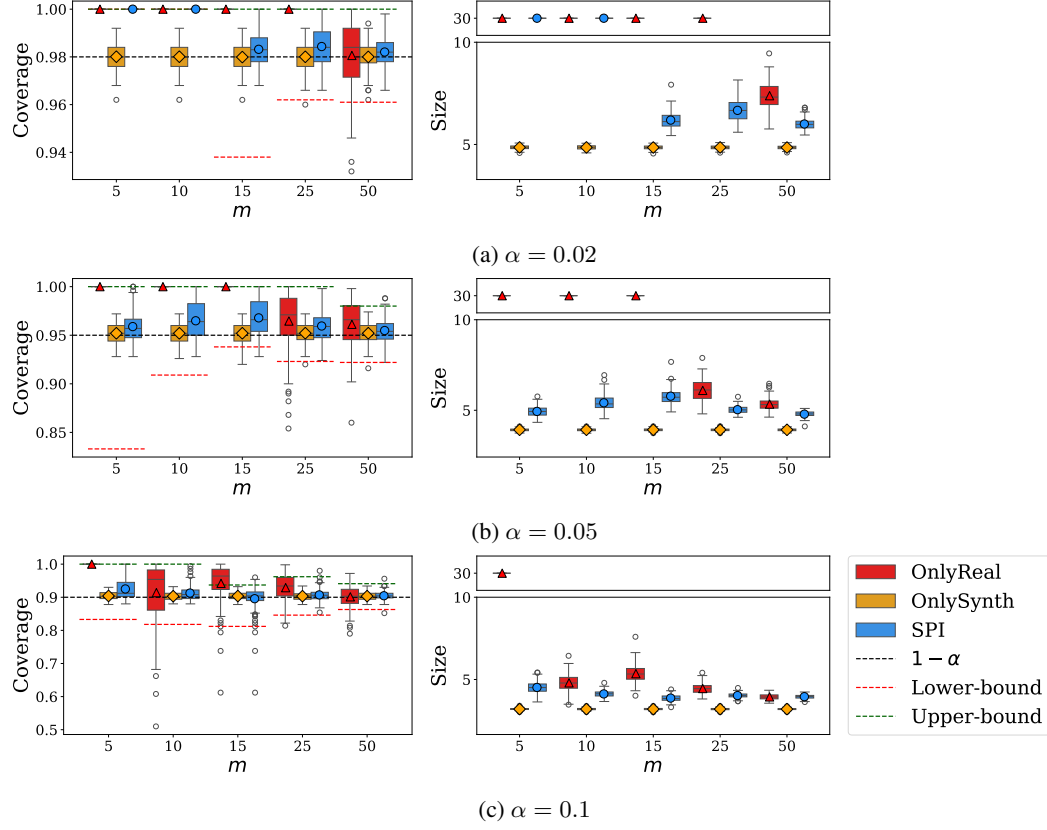 1.00
0.98
0.96
0.94
Coverage
5 10 15 25 50
m
30
10
5
Size
5 10 15 25 50
m
(a) α = 0.02
1.00
0.95
0.90
0.85
Coverage
5 10 15 25 50
m
30
10
5
Size
5 10 15 25 50
m
(b) α = 0.05
1.0
0.9
0.8
0.7
0.6
0.5
Coverage
5 10 15 25 50
m
30
10
5
Size
5 10 15 25 50
m
OnlyReal
OnlySynth
SPI
1 − α
Lower-bound
Upper-bound
(c) α = 0.1